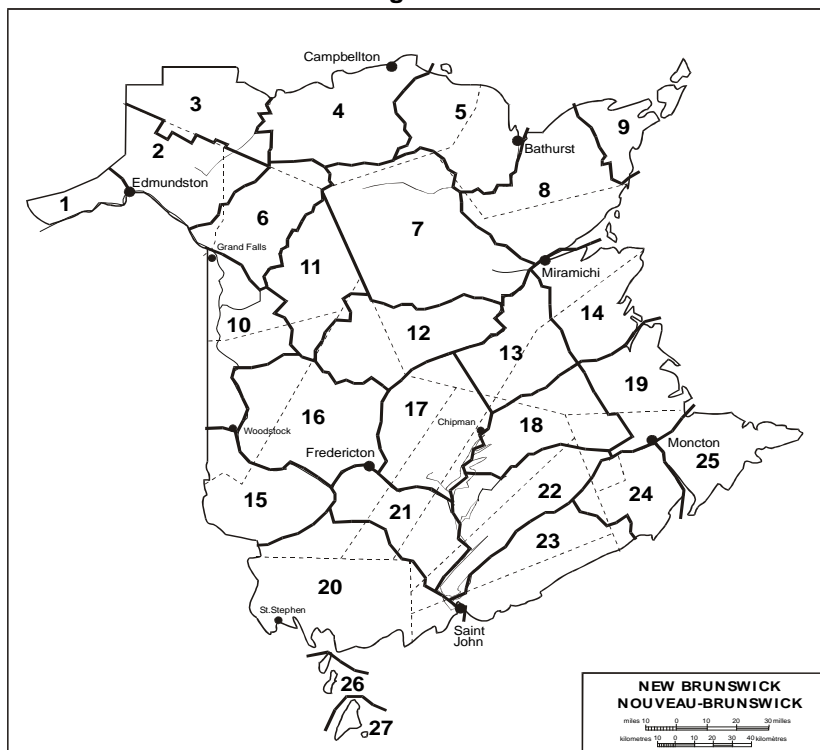 Campbellton
3
4
5
9
2
Bathurst
Edmundston
8
1
6
7
Grand Falls
11
Miramichi
10
12
14
13
19
16
17
Chipman
18
Woodstock
Moncton
Fredericton
25
15
22
24
21
23
20
St.Stephen
Saint
John
26
27
NEW BRUNSWICK
NOUVEAU-BRUNSWICK
miles 10 0 10 20 30 milles
kilometres 10 0 10 20 30 40 kilomètres